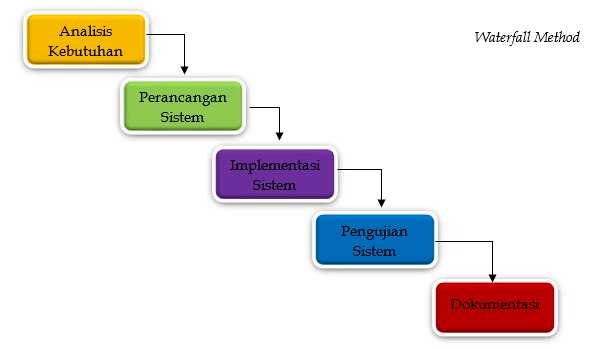 Analisis
Kebutuhan
Waterfall Method
Perancangan
Sistem
Implementasi
Sistem
Pengujian
Sistem
Dokumentasi